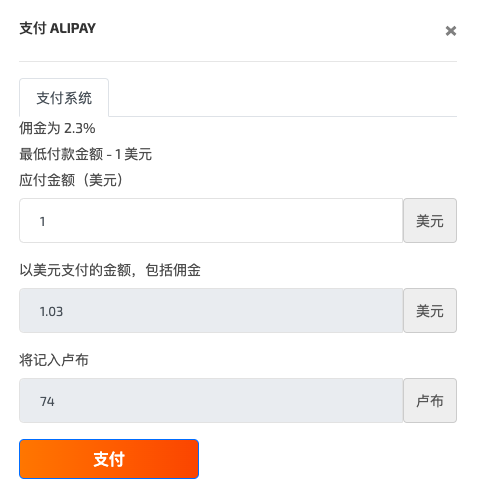 支付 ALIPAY
×
支付系统
佣金为 2.3%
最低付款金额 - 1 美元
应付金额（美元）
1 美元
以美元支付的金额，包括佣金
1.03 美元
将记入卢布
74 卢布
支付